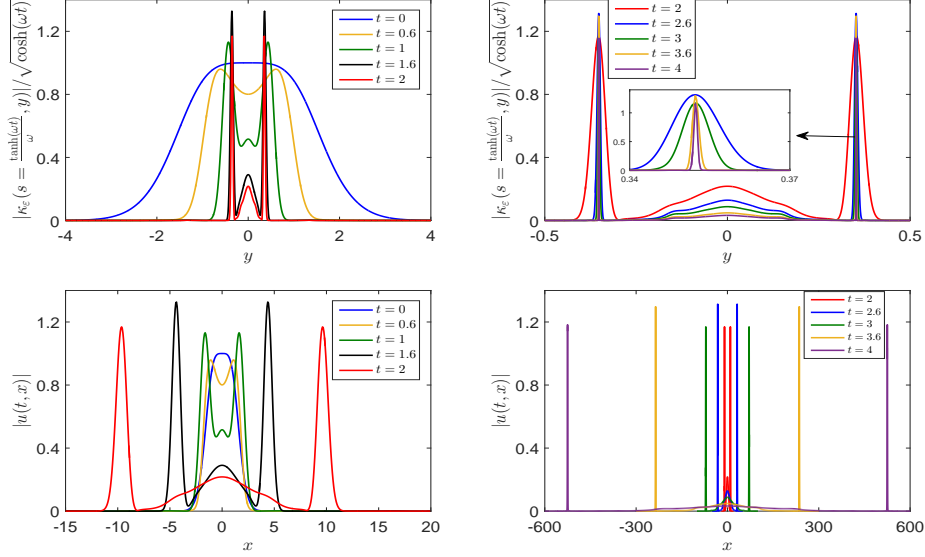 |κ_ε(s = tanh(ωt)/ω, y)|/√cosh(ωt)
1.2
0.8
0.4
0
-4 -2 0 2 4
y
t = 0
t = 0.6
t = 1
t = 1.6
t = 2
|κ_ε(s = tanh(ωt)/ω, y)|/√cosh(ωt)
1.2
0.8
0.4
0
-0.5 0 0.5
y
t = 2
t = 2.6
t = 3
t = 3.6
t = 4
1
0.5
0
0.34 0.37
|u(t, x)|
1.2
0.8
0.4
0
-15 -10 -5 0 5 10 15 20
x
t = 0
t = 0.6
t = 1
t = 1.6
t = 2
|u(t, x)|
1.2
0.8
0.4
0
-600 -300 0 300 600
x
t = 2
t = 2.6
t = 3
t = 3.6
t = 4